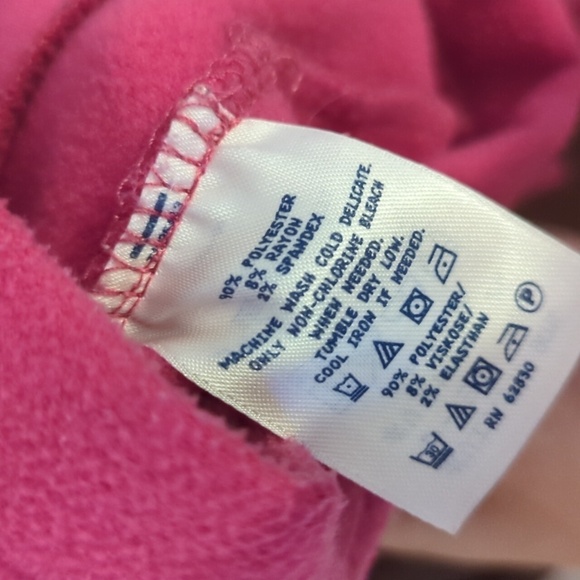 90% POLYESTER
8% RAYON
2% SPANDEX
MACHINE WASH COLD DELICATE.
ONLY NON-CHLORINE BLEACH
WHEN NEEDED.
TUMBLE DRY LOW.
COOL IRON IF NEEDED.
90% POLYESTER/
8% VISKOSE/
2% ELASTHAN
30
P
RN 62830